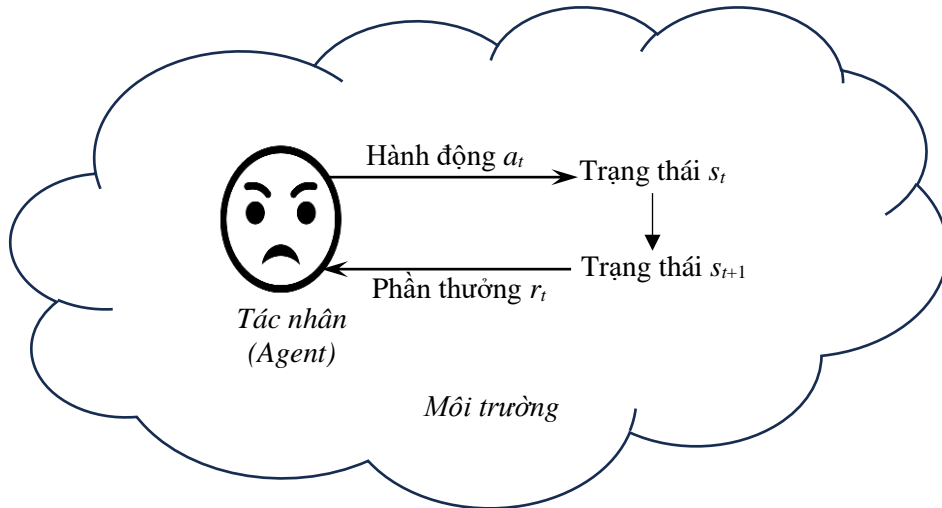 Hành động aₜ
Trạng thái sₜ
Trạng thái sₜ₊₁
Phần thưởng rₜ
Tác nhân
(Agent)
Môi trường